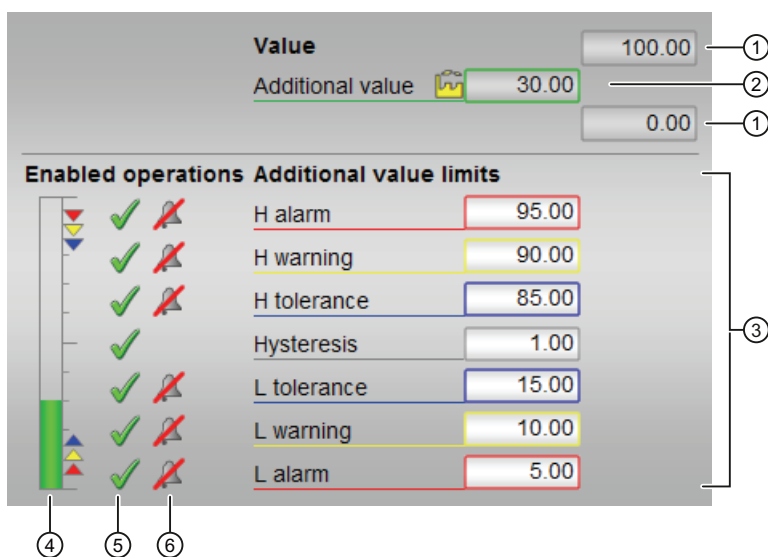 Value 100.00 ①
Additional value 30.00 ②
0.00 ①
Enabled operations Additional value limits
H alarm 95.00
H warning 90.00
H tolerance 85.00
Hysteresis 1.00 ③
L tolerance 15.00
L warning 10.00
L alarm 5.00
④ ⑤ ⑥